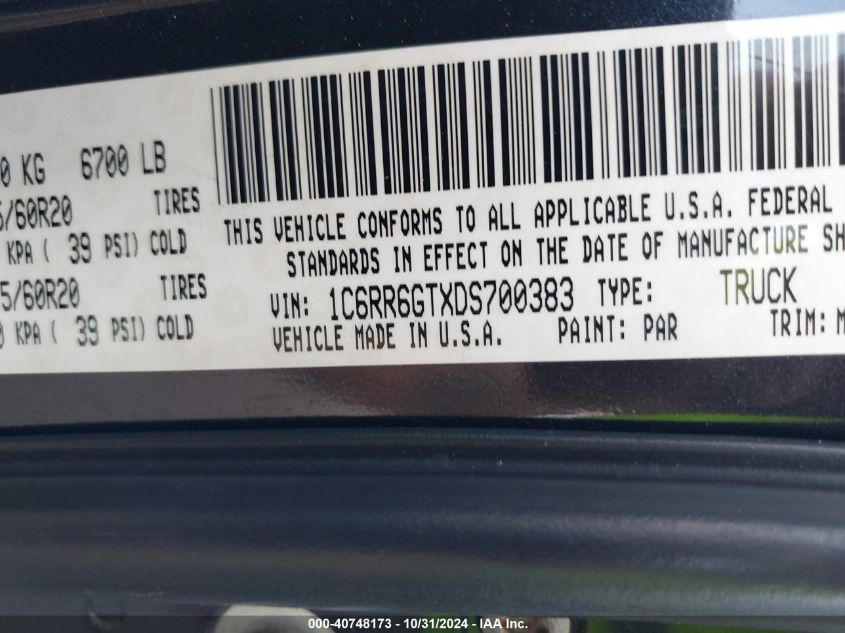 0 KG 6700 LB
5/60R20 TIRES
KPA ( 39 PSI) COLD
5/60R20 TIRES
0 KPA ( 39 PSI) COLD
THIS VEHICLE CONFORMS TO ALL APPLICABLE U.S.A. FEDERAL
STANDARDS IN EFFECT ON THE DATE OF MANUFACTURE SH
VIN: 1C6RR6GTXDS700383 TYPE: TRUCK
VEHICLE MADE IN U.S.A. PAINT: PAR TRIM: M
000-40748173 - 10/31/2024 - IAA Inc.